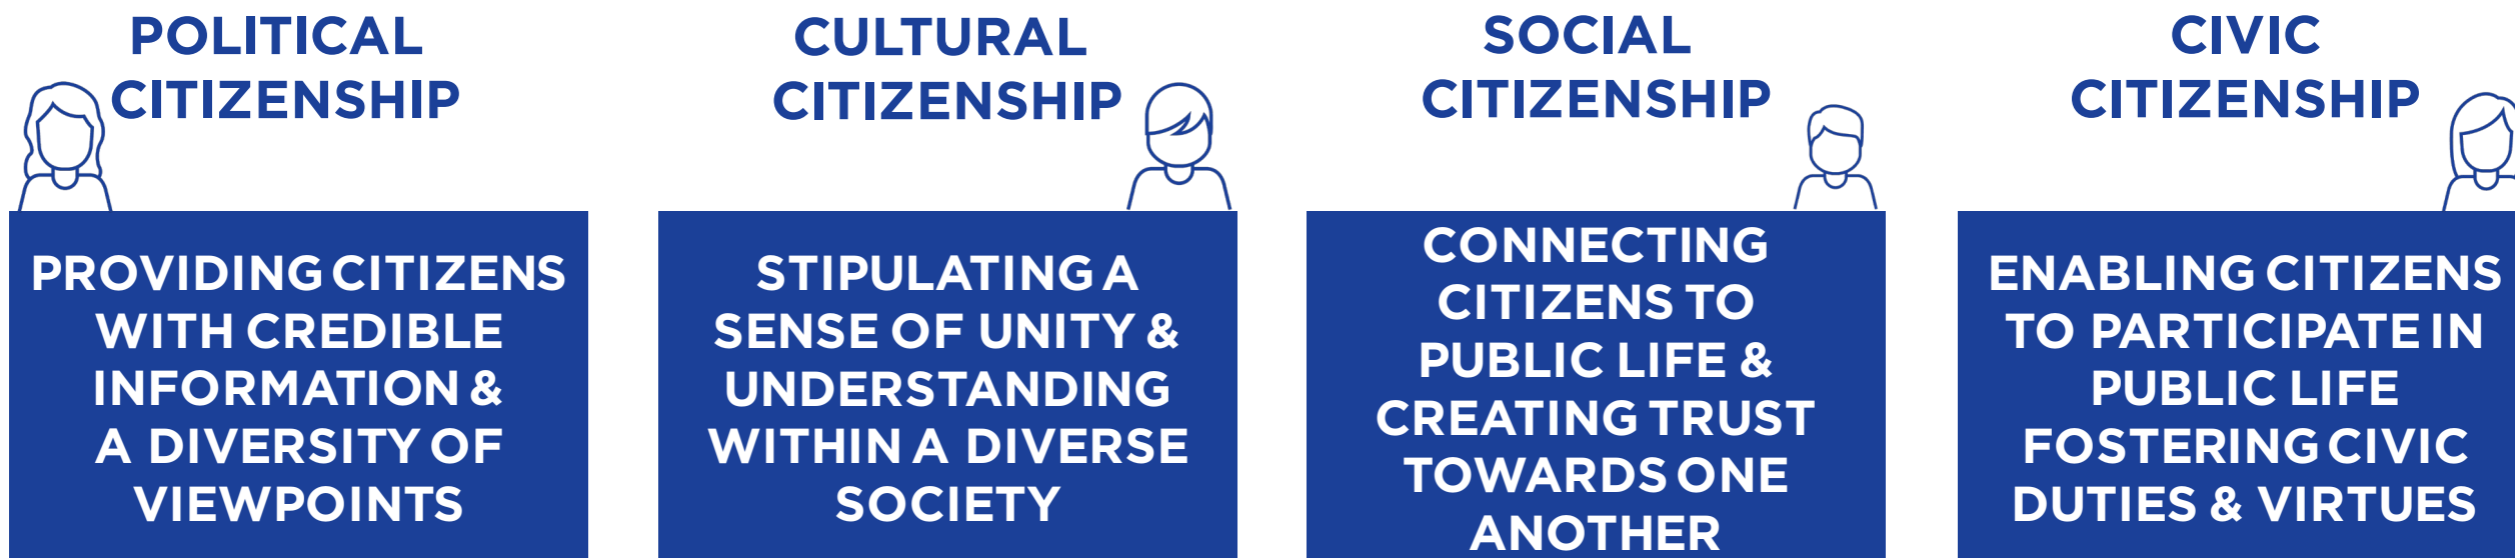 POLITICAL
CITIZENSHIP
PROVIDING CITIZENS
WITH CREDIBLE
INFORMATION &
A DIVERSITY OF
VIEWPOINTS
CULTURAL
CITIZENSHIP
STIPULATING A
SENSE OF UNITY &
UNDERSTANDING
WITHIN A DIVERSE
SOCIETY
SOCIAL
CITIZENSHIP
CONNECTING
CITIZENS TO
PUBLIC LIFE &
CREATING TRUST
TOWARDS ONE
ANOTHER
CIVIC
CITIZENSHIP
ENABLING CITIZENS
TO PARTICIPATE IN
PUBLIC LIFE
FOSTERING CIVIC
DUTIES & VIRTUES